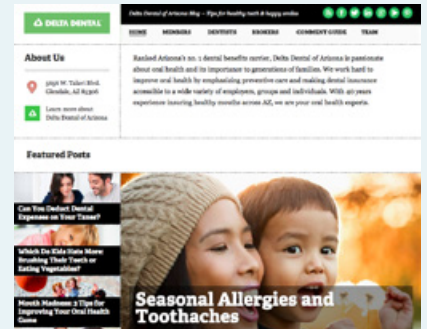 DELTA DENTAL
Delta Dental of Arizona Blog — Tips for healthy teeth & happy smiles
HOME MEMBERS DENTISTS BROKERS COMMENT GUIDE TEAM
About Us
Glendale, AZ
Learn more about
Delta Dental of Arizona
Ranked Arizona's no. 1 dental benefits carrier, Delta Dental of Arizona is passionate
about oral health and its importance to generations of families. We work hard to
improve oral health by emphasizing preventive care and making dental insurance
accessible to a wide variety of employers, groups and individuals. With 40 years
experience insuring healthy mouths across AZ, we are your oral health experts.
Featured Posts
Can You Deduct Dental
Expenses on Your Taxes?
Which Do Kids Hate More:
Brushing Their Teeth or
Eating Vegetables?
Mouth Madness: 3 Tips for
Improving Your Oral Health
Game
Seasonal Allergies and
Toothaches